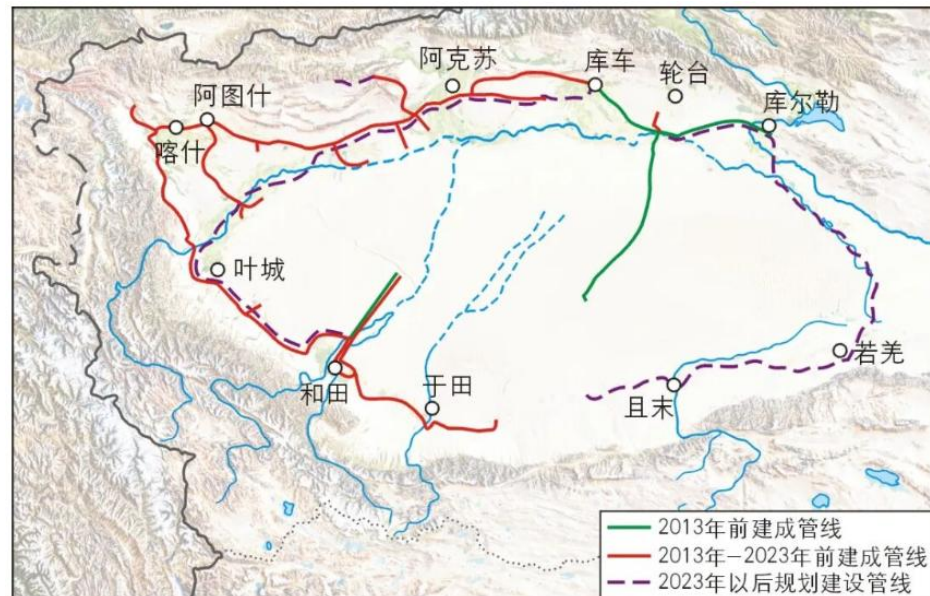 阿克苏
库车
轮台
阿图什
库尔勒
喀什
叶城
若羌
和田
于田
且末
2013年前建成管线
2013年-2023年前建成管线
2023年以后规划建设管线